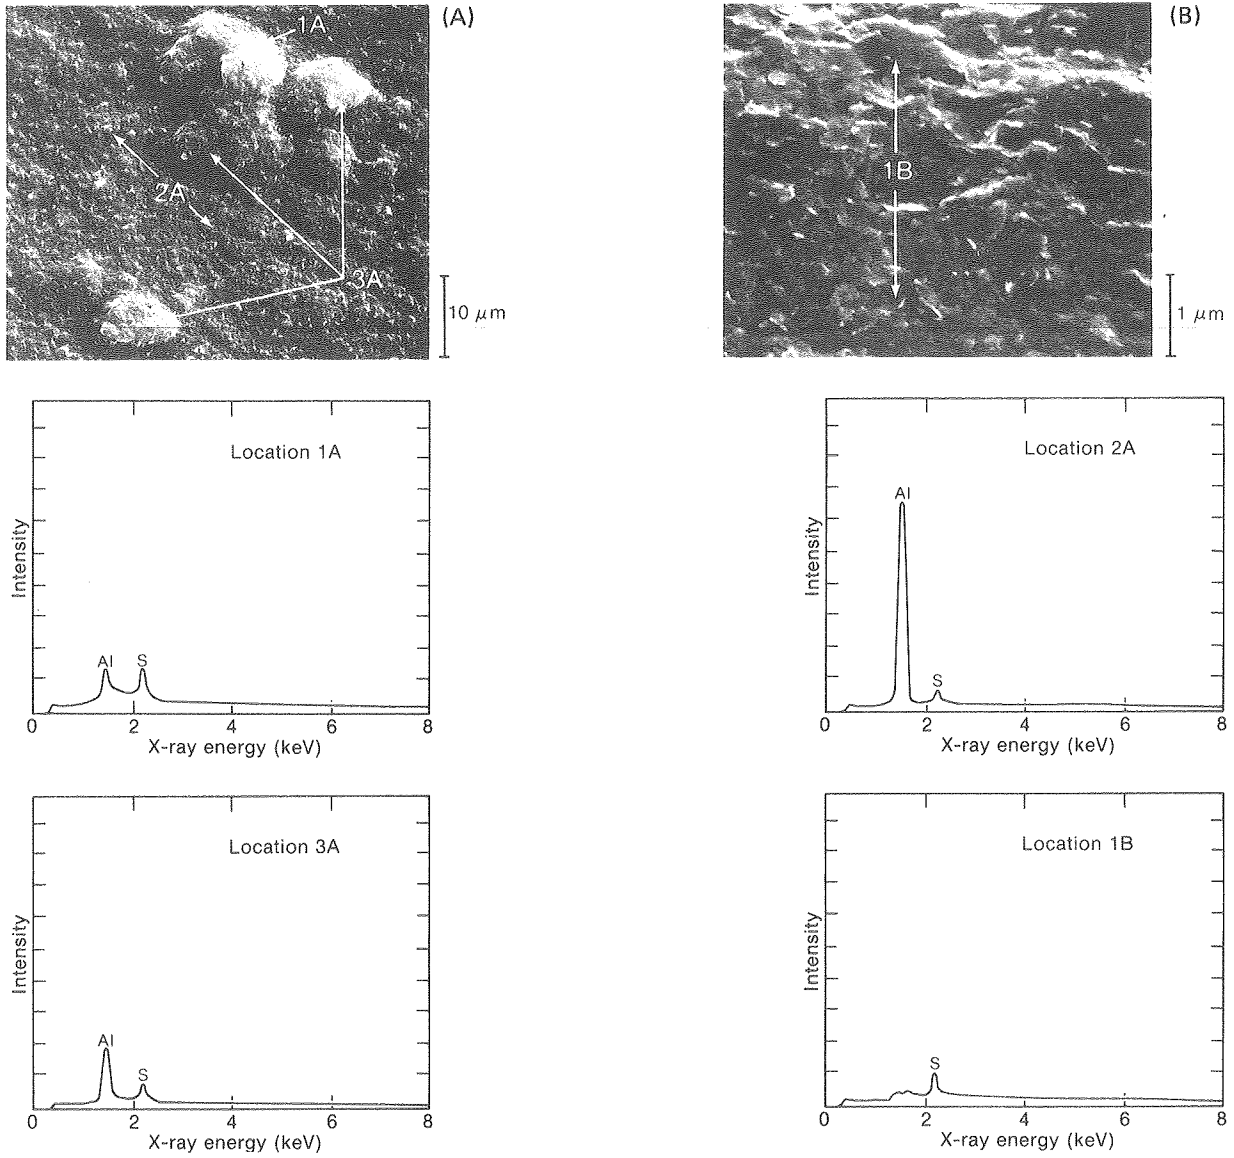 (A)
1A
2A
3A
10 μm
(B)
1B
1 μm
Location 1A
Intensity
Al
S
0
2
4
6
8
X-ray energy (keV)
Location 2A
Intensity
Al
S
0
2
4
6
8
X-ray energy (keV)
Location 3A
Intensity
Al
S
0
2
4
6
8
X-ray energy (keV)
Location 1B
Intensity
S
0
2
4
6
8
X-ray energy (keV)